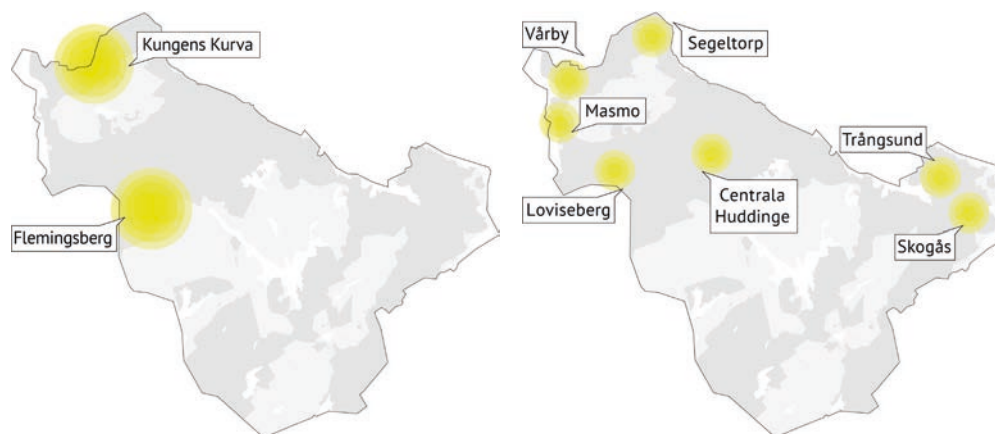 Kungens Kurva
Flemingsberg
Vårby
Segeltorp
Masmo
Trångsund
Loviseberg
Centrala
Huddinge
Skogås